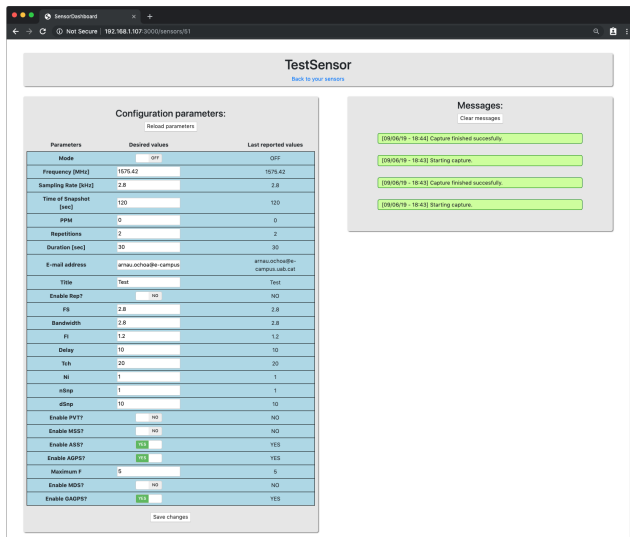 SensorDashboard
Not Secure | 192.168.1.107:3000/sensors/51
TestSensor
Back to your sensors
Configuration parameters:
Reload parameters
Parameters Desired values Last reported values
Mode OFF OFF
Frequency [MHz] 1575.42 1575.42
Sampling Rate [kHz] 2.8 2.8
Time of Snapshot
[sec] 120 120
PPM 0 0
Repetitions 2 2
Duration [sec] 30 30
E-mail address arnau.ochoa@e-campus arnau.ochoa@e-
campus.uab.cat
Title Test Test
Enable Rep? NO NO
FS 2.8 2.8
Bandwidth 2.8 2.8
FI 1.2 1.2
Delay 10 10
Tch 20 20
Ni 1 1
nSnp 1 1
dSnp 10 10
Enable PVT? NO NO
Enable MSS? NO NO
Enable ASS? YES YES
Enable AGPS? YES YES
Maximum F 5 5
Enable MDS? NO NO
Enable GAGPS? YES YES
Save changes
Messages:
Clear messages
[09/06/19 - 18:44] Capture finished succesfully.
[09/06/19 - 18:43] Starting capture.
[09/06/19 - 18:43] Capture finished succesfully.
[09/06/19 - 18:43] Starting capture.